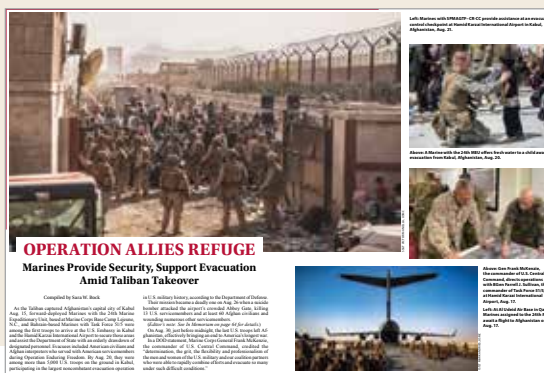 Left: Marines with SPMAGTF-CR-CC provide assistance at an evacu
control checkpoint at Hamid Karzai International Airport in Kabul,
Afghanistan, Aug. 21.
Above: A Marine with the 24th MEU offers fresh water to a child awai
evacuation from Kabul, Afghanistan, Aug. 20.
OPERATION ALLIES REFUGE
Marines Provide Security, Support Evacuation
Amid Taliban Takeover
Compiled by Sara W. Bock
As the Taliban captured Afghanistan's capital city of Kabul
Aug. 15, forward-deployed Marines with the 24th Marine
Expeditionary Unit, based at Marine Corps Base Camp Lejeune,
N.C., and Bahrain-based Marines with Task Force 51/5 were
among the first troops to arrive at the U.S. Embassy in Kabul
and the Hamid Karzai International Airport to secure those areas
and assist the Department of State with an orderly drawdown of
designated personnel. Evacuees included American civilians and
Afghan interpreters who served with American servicemembers
during Operation Enduring Freedom. By Aug. 20, they were
among more than 5,000 U.S. troops on the ground in Kabul,
participating in the largest noncombatant evacuation operation
in U.S. military history, according to the Department of Defense.
Their mission became a deadly one on Aug. 26 when a suicide
bomber attacked the airport's crowded Abbey Gate, killing
13 U.S. servicemembers and at least 60 Afghan civilians and
wounding numerous other servicemembers.
(Editor's note: See In Memoriam on page 64 for details.)
On Aug. 30, just before midnight, the last U.S. troops left Af-
ghanistan, effectively bringing an end to America's longest war.
In a DOD statement, Marine Corps General Frank McKenzie,
the commander of U.S. Central Command, credited the
"determination, the grit, the flexibility and professionalism of
the men and women of the U.S. military and our coalition partners
who were able to rapidly combine efforts and evacuate so many
under such difficult conditions."
Above: Gen Frank McKenzie,
the commander of U.S. Central
Command, directs operations
with BGen Farrell J. Sullivan, th
commander of Task Force 51/5
at Hamid Karzai International
Airport, Aug. 17.
Left: At Al Udeid Air Base in Qa
Marines assigned to the 24th M
await a flight to Afghanistan o
Aug. 17.